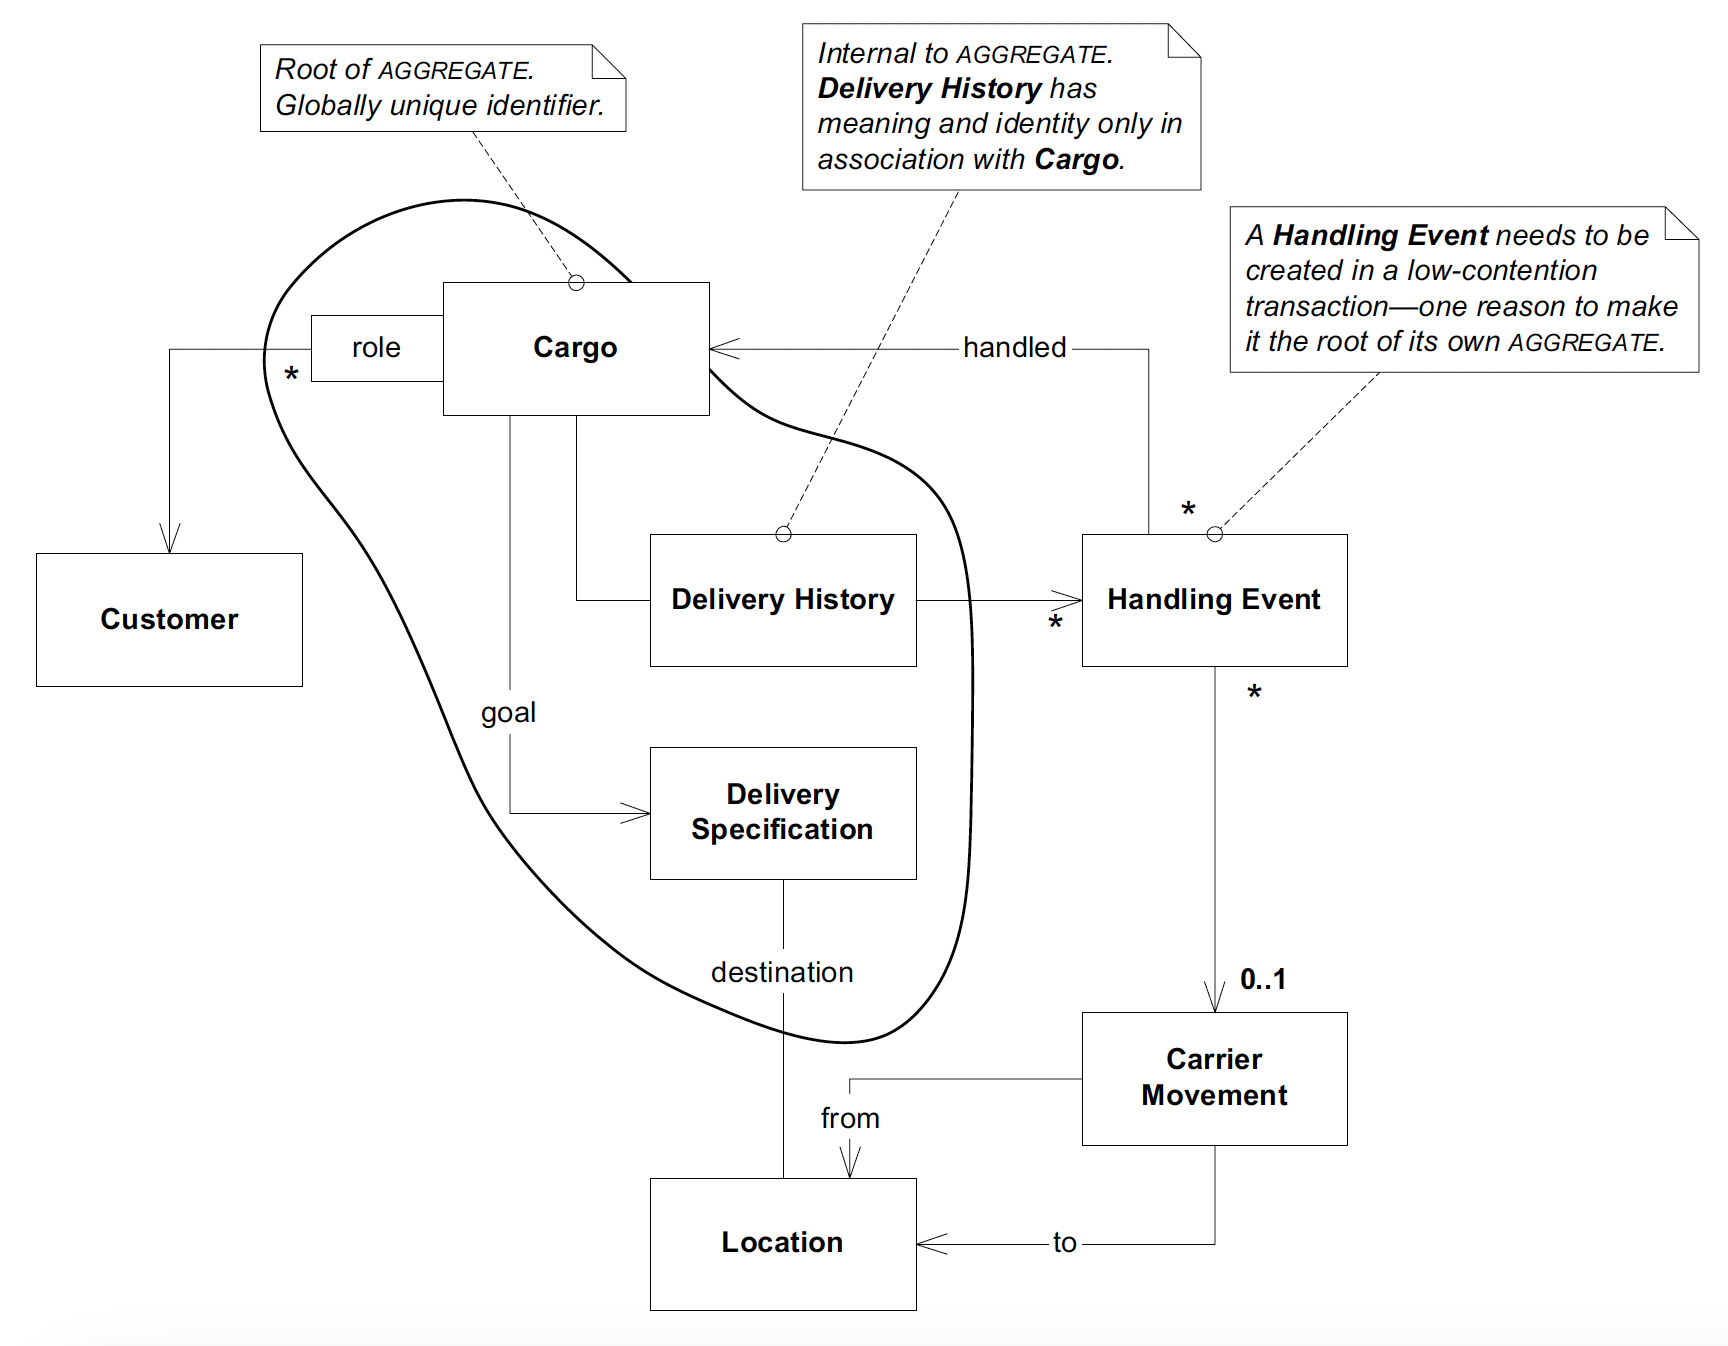 Root of AGGREGATE.
Globally unique identifier.
Internal to AGGREGATE.
Delivery History has
meaning and identity only in
association with Cargo.
A Handling Event needs to be
created in a low-contention
transaction—one reason to make
it the root of its own AGGREGATE.
role
*
Cargo
handled
*
Customer
Delivery History
*
Handling Event
*
goal
Delivery
Specification
destination
0..1
Carrier
Movement
from
Location
to